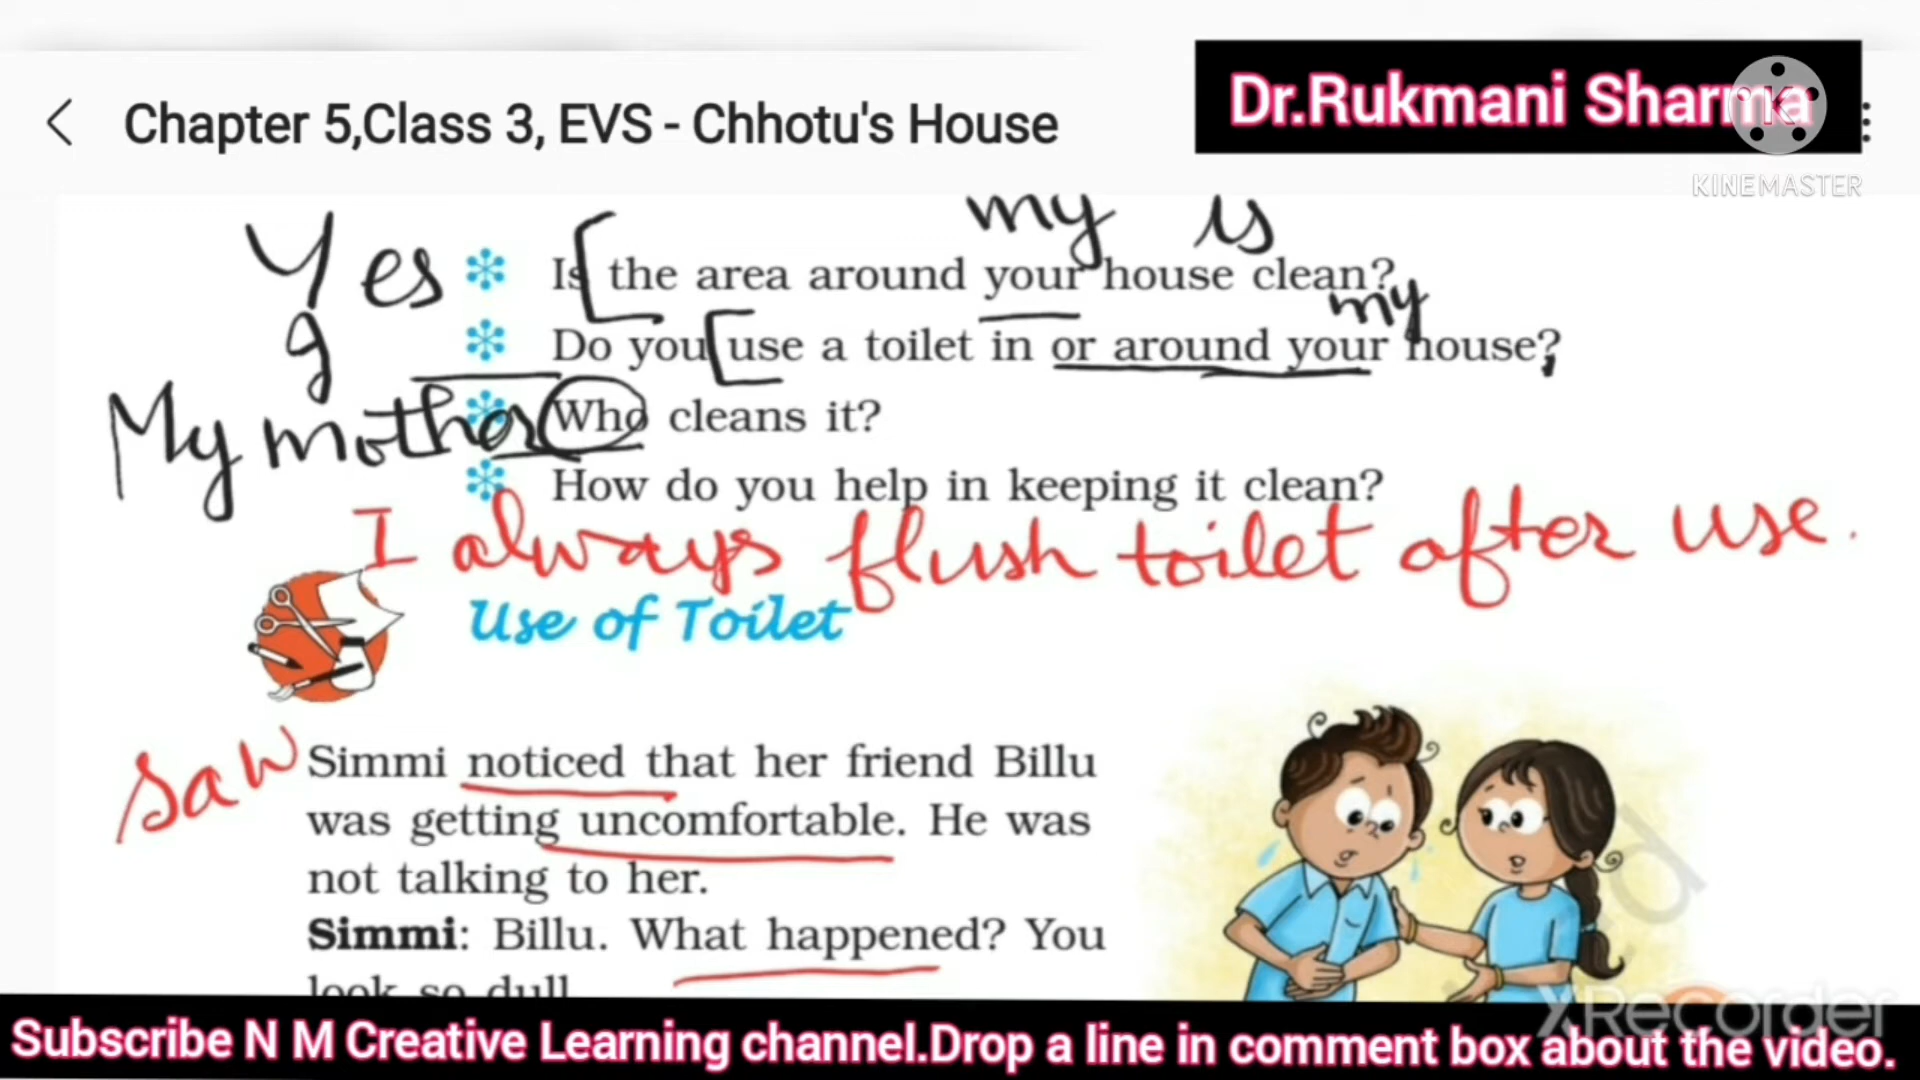 Dr.Rukmani Sharma
Chapter 5,Class 3, EVS - Chhotu's House
KINEMASTER
my is
Yes Is the area around your house clean?
my
I Do you use a toilet in or around your house?
My mother Who cleans it?
How do you help in keeping it clean?
I always flush toilet after use.
Use of Toilet
saw Simmi noticed that her friend Billu
was getting uncomfortable. He was
not talking to her.
Simmi: Billu. What happened? You
look so dull
XRecorder
Subscribe N M Creative Learning channel.Drop a line in comment box about the video.